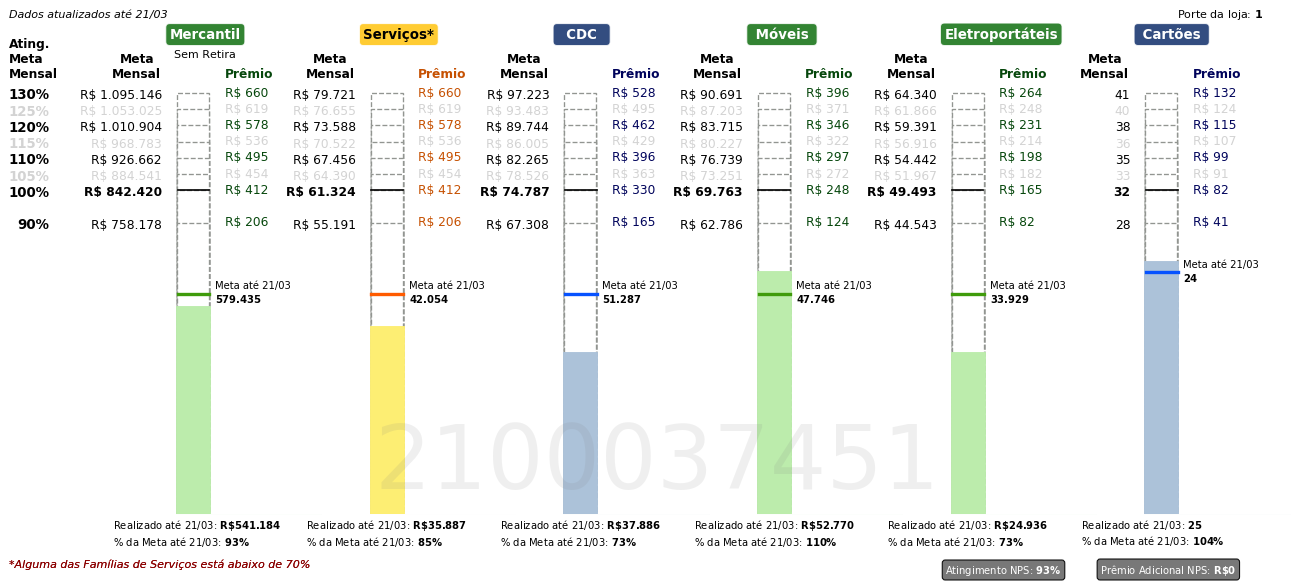 Dados atualizados até 21/03
Porte da loja: 1
Mercantil Serviços* CDC Móveis Eletroportáteis Cartões
Sem Retira
Ating. Meta Mensal
Meta Mensal Prêmio Meta Mensal Prêmio Meta Mensal Prêmio Meta Mensal Prêmio Meta Mensal Prêmio Meta Mensal Prêmio
130% R$ 1.095.146 R$ 660 R$ 79.721 R$ 660 R$ 97.223 R$ 528 R$ 90.691 R$ 396 R$ 64.340 R$ 264 41 R$ 132
125% R$ 1.053.025 R$ 619 R$ 76.655 R$ 619 R$ 93.483 R$ 495 R$ 87.203 R$ 371 R$ 61.866 R$ 248 40 R$ 124
120% R$ 1.010.904 R$ 578 R$ 73.588 R$ 578 R$ 89.744 R$ 462 R$ 83.715 R$ 346 R$ 59.391 R$ 231 38 R$ 115
115% R$ 968.783 R$ 536 R$ 70.522 R$ 536 R$ 86.005 R$ 429 R$ 80.227 R$ 322 R$ 56.916 R$ 214 36 R$ 107
110% R$ 926.662 R$ 495 R$ 67.456 R$ 495 R$ 82.265 R$ 396 R$ 76.739 R$ 297 R$ 54.442 R$ 198 35 R$ 99
105% R$ 884.541 R$ 454 R$ 64.390 R$ 454 R$ 78.526 R$ 363 R$ 73.251 R$ 272 R$ 51.967 R$ 182 33 R$ 91
100% R$ 842.420 R$ 412 R$ 61.324 R$ 412 R$ 74.787 R$ 330 R$ 69.763 R$ 248 R$ 49.493 R$ 165 32 R$ 82
90% R$ 758.178 R$ 206 R$ 55.191 R$ 206 R$ 67.308 R$ 165 R$ 62.786 R$ 124 R$ 44.543 R$ 82 28 R$ 41
Meta até 21/03 Meta até 21/03 Meta até 21/03 Meta até 21/03 Meta até 21/03 Meta até 21/03
579.435 42.054 51.287 47.746 33.929 24
2100037451
Realizado até 21/03: R$541.184 Realizado até 21/03: R$35.887 Realizado até 21/03: R$37.886 Realizado até 21/03: R$52.770 Realizado até 21/03: R$24.936 Realizado até 21/03: 25
% da Meta até 21/03: 93% % da Meta até 21/03: 85% % da Meta até 21/03: 73% % da Meta até 21/03: 110% % da Meta até 21/03: 73% % da Meta até 21/03: 104%
*Alguma das Famílias de Serviços está abaixo de 70%
Atingimento NPS: 93% Prêmio Adicional NPS: R$0